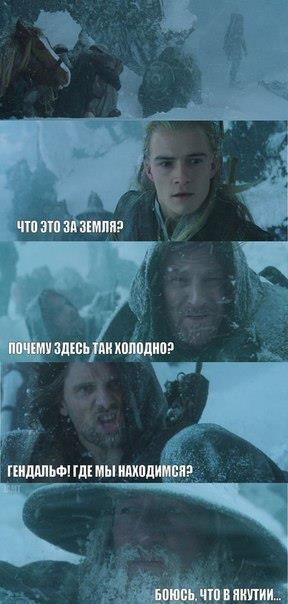 ЧТО ЭТО ЗА ЗЕМЛЯ?
ПОЧЕМУ ЗДЕСЬ ТАК ХОЛОДНО?
ГЕНДАЛЬФ! ГДЕ МЫ НАХОДИМСЯ?
БОЮСЬ, ЧТО В ЯКУТИИ...